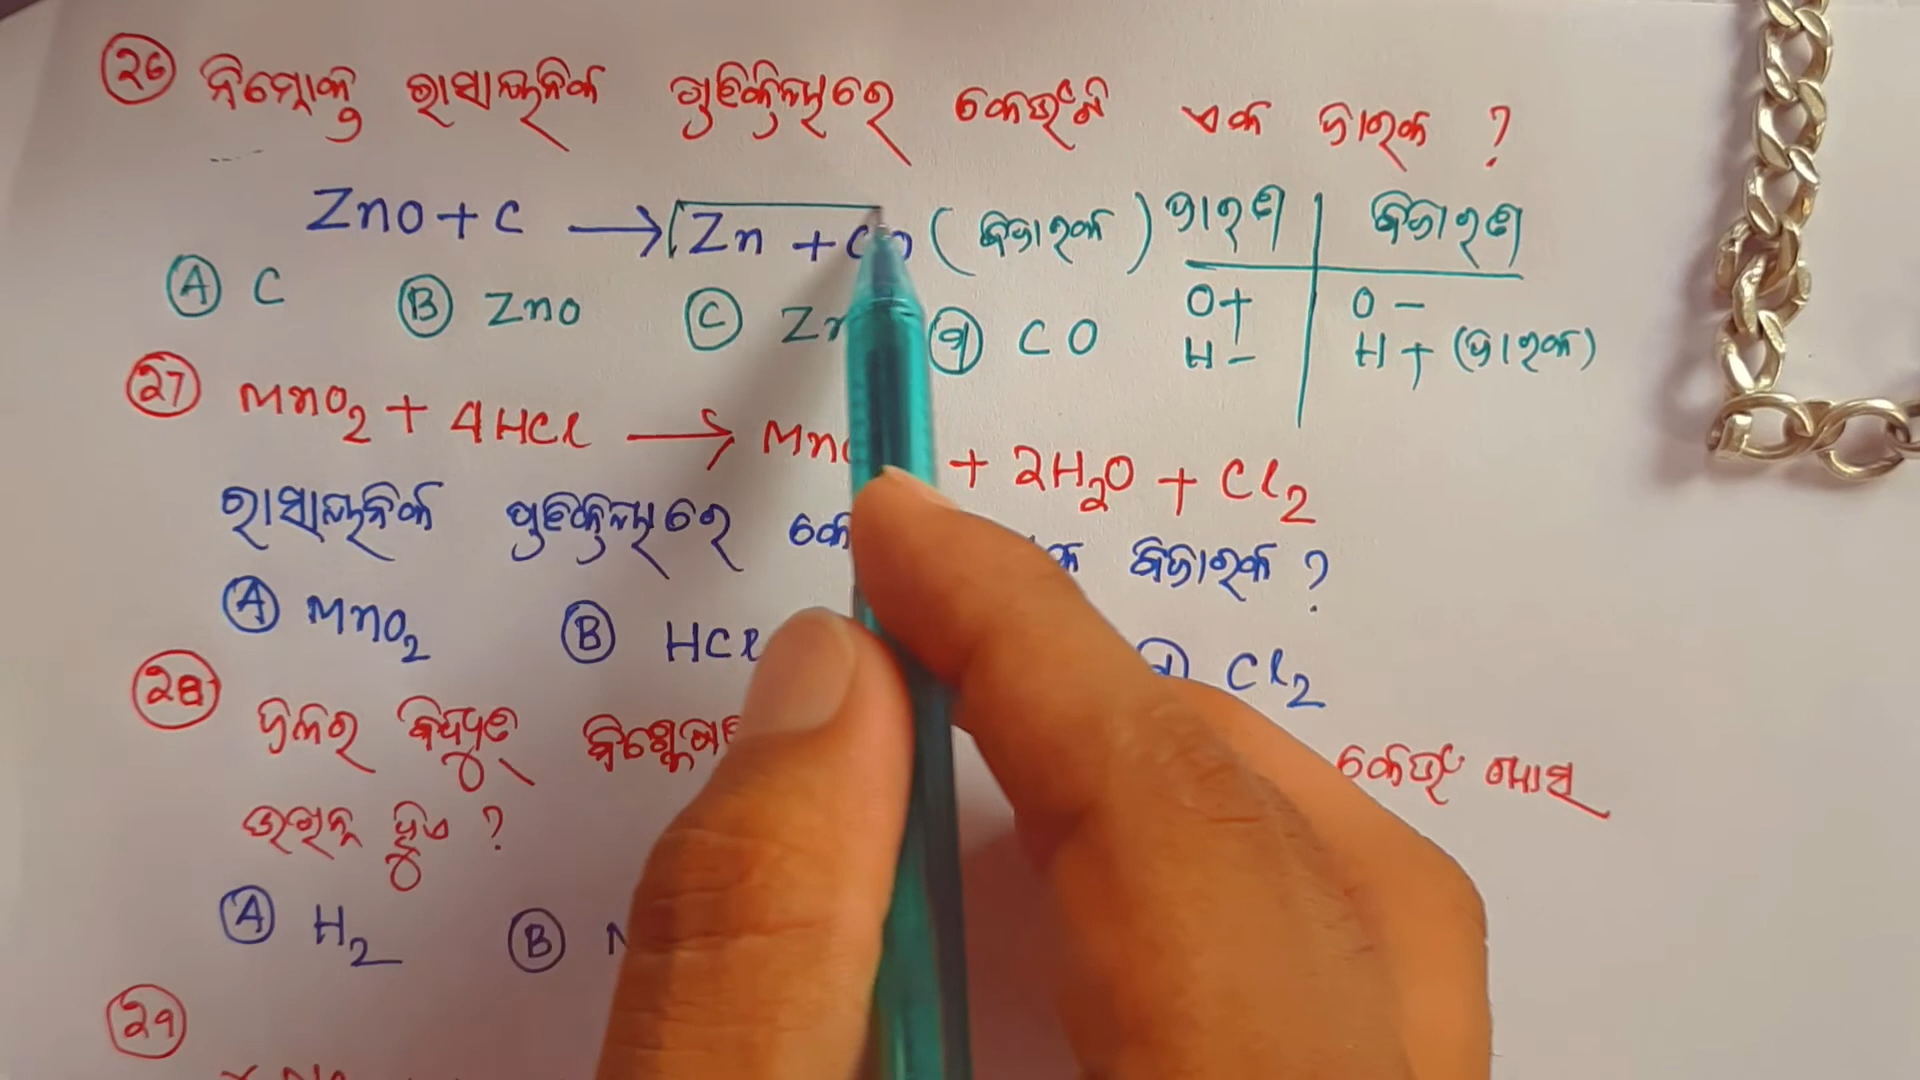 26 ନିମ୍ନୋକ୍ତ ରାସାୟନିକ ପ୍ରତିକ୍ରିୟାରେ କେଉଁଟି ଏକ ଜାରକ ?
ZnO + C → Zn + CO (ବିଜାରକ) ଜାରଣ ବିଜାରଣ
A C B ZnO C Zn ଘ CO O+ O -
H - H + (ଜାରକ)
27 MnO2 + 4HCl → + 2H2O + Cl2
ରାସାୟନିକ ପ୍ରତିକ୍ରିୟାରେ ବିଜାରକ ?
A MnO2 B HCl Cl2
28 ଜଳର ବିଦ୍ୟୁତ୍ କେଉଁ ଗ୍ୟାସ
ଉତ୍ପନ୍ନ ହୁଏ ?
A H2 B
29